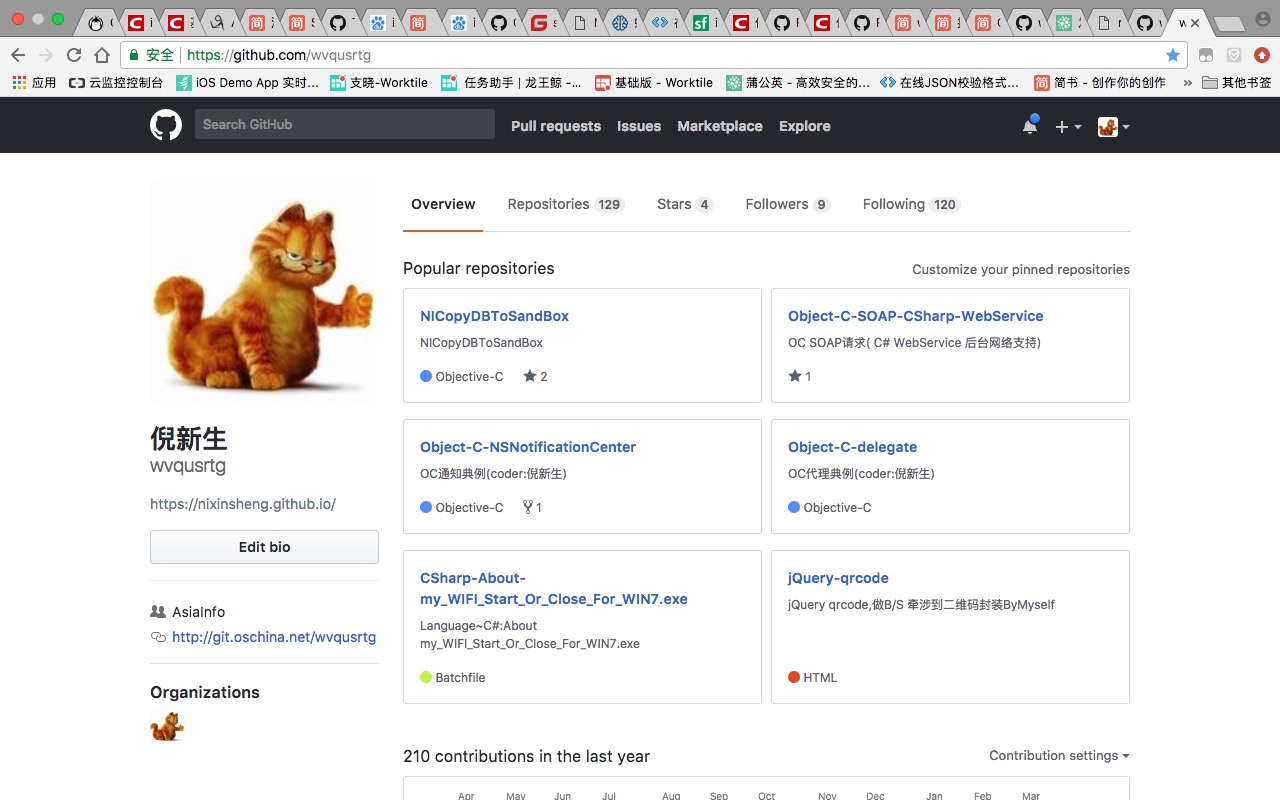 安全 https://github.com/wvqusrtg
应用 云监控控制台 iOS Demo App 实时... 支晓-Worktile 任务助手 | 龙王鲸 -... 基础版 - Worktile 蒲公英 - 高效安全的... 在线JSON校验格式... 简书 - 创作你的创作 » 其他书签
Search GitHub Pull requests Issues Marketplace Explore
Overview Repositories 129 Stars 4 Followers 9 Following 120
Popular repositories Customize your pinned repositories
NICopyDBToSandBox
NICopyDBToSandBox
Objective-C 2
Object-C-SOAP-CSharp-WebService
OC SOAP请求( C# WebService 后台网络支持)
1
Object-C-NSNotificationCenter
OC通知典例(coder:倪新生)
Objective-C 1
Object-C-delegate
OC代理典例(coder:倪新生)
Objective-C
CSharp-About-
my_WIFI_Start_Or_Close_For_WIN7.exe
Language~C#:About
my_WIFI_Start_Or_Close_For_WIN7.exe
Batchfile
jQuery-qrcode
jQuery qrcode,做B/S 牵涉到二维码封装ByMyself
HTML
倪新生
wvqusrtg
https://nixinsheng.github.io/
Edit bio
AsiaInfo
http://git.oschina.net/wvqusrtg
Organizations
210 contributions in the last year Contribution settings
Apr May Jun Jul Aug Sep Oct Nov Dec Jan Feb Mar